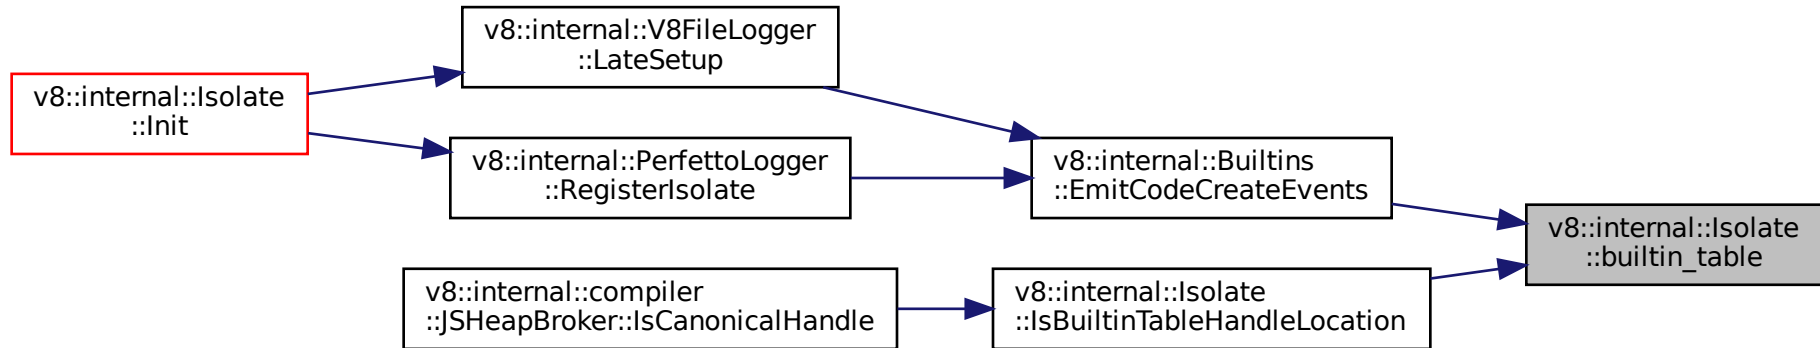 v8::internal::V8FileLogger
::LateSetup
v8::internal::Isolate
::Init
v8::internal::PerfettoLogger
::RegisterIsolate
v8::internal::Builtins
::EmitCodeCreateEvents
v8::internal::Isolate
::builtin_table
v8::internal::compiler
::JSHeapBroker::IsCanonicalHandle
v8::internal::Isolate
::IsBuiltinTableHandleLocation